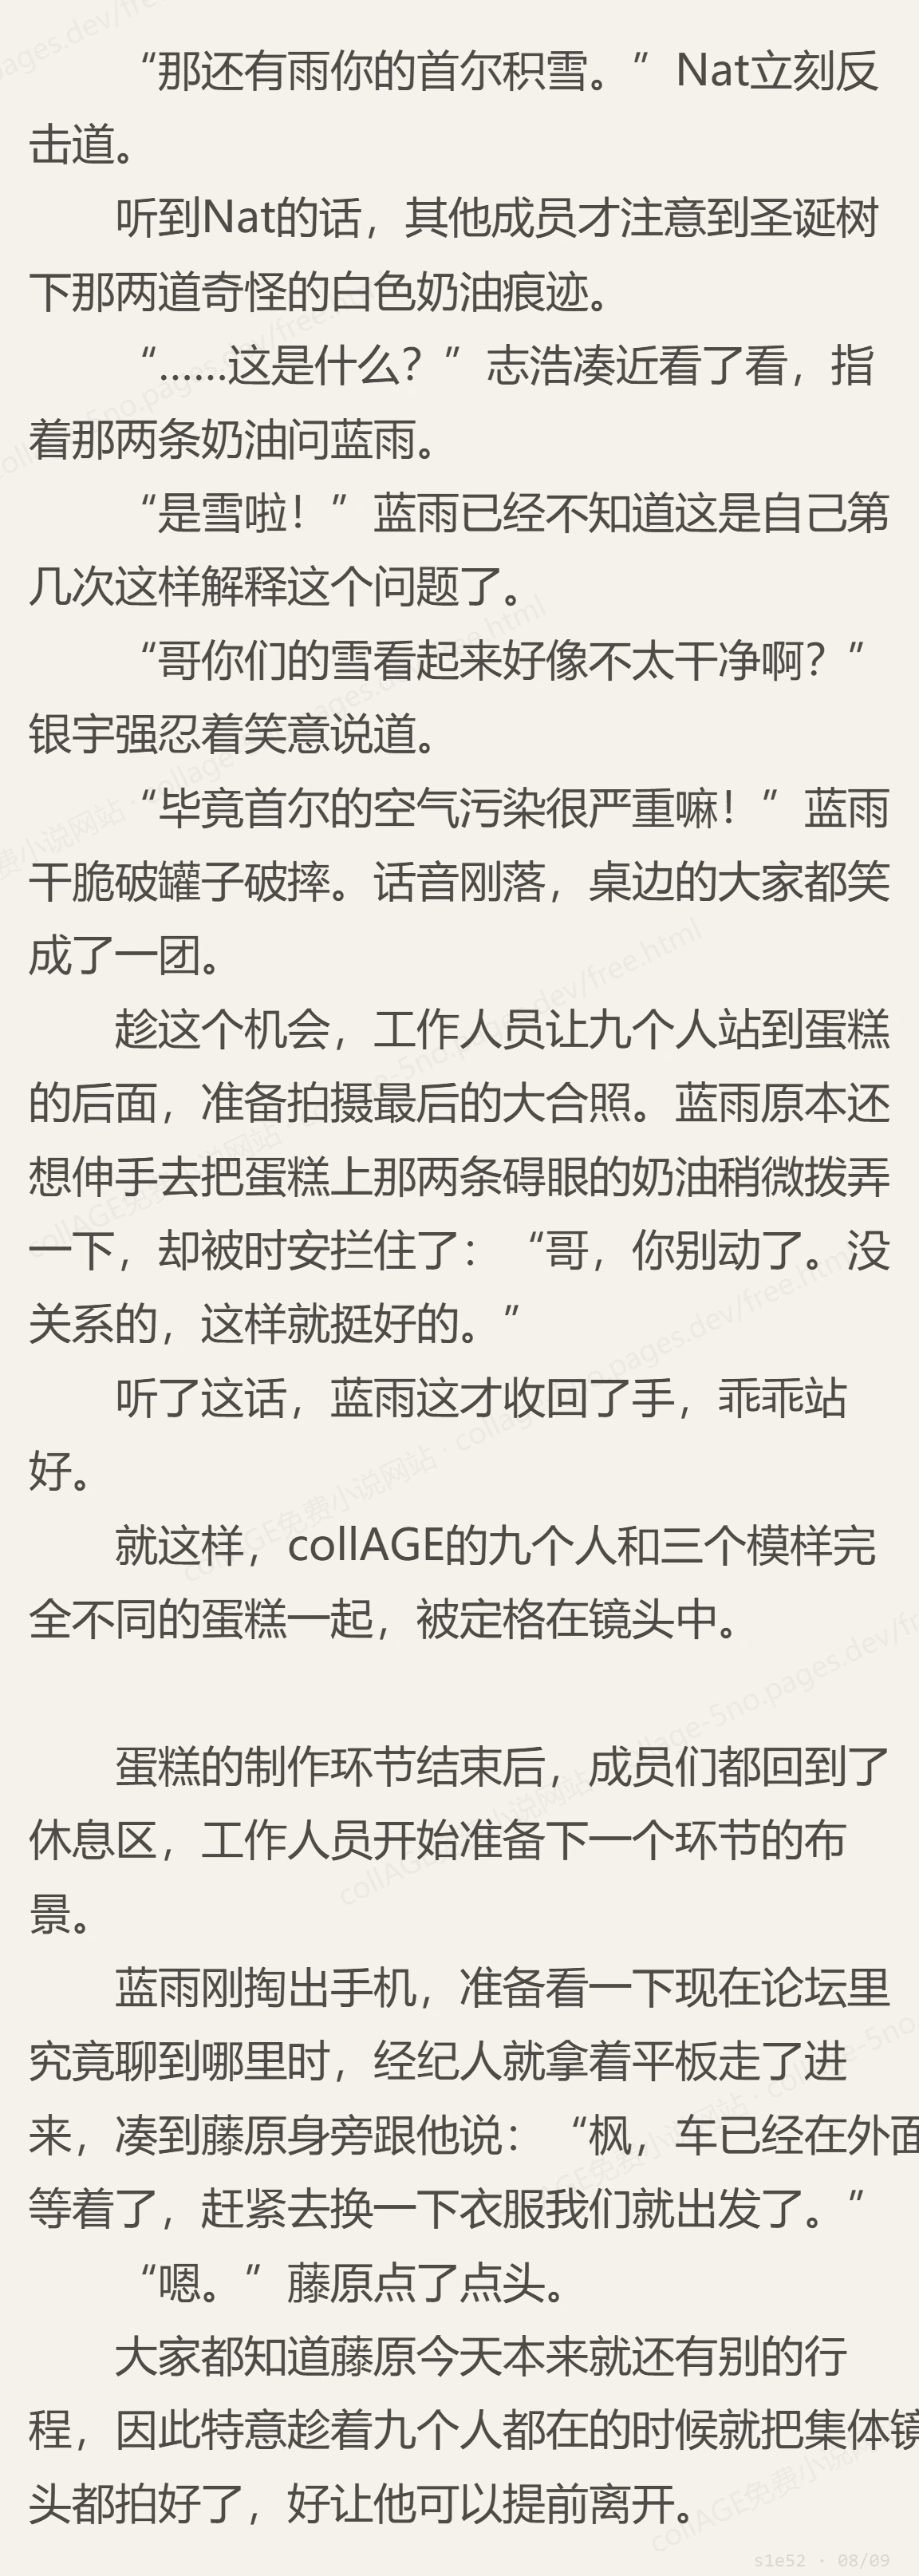 “那还有雨你的首尔积雪。”Nat立刻反
击道。
听到Nat的话，其他成员才注意到圣诞树
下那两道奇怪的白色奶油痕迹。
“……这是什么？”志浩凑近看了看，指
着那两条奶油问蓝雨。
“是雪啦！”蓝雨已经不知道这是自己第
几次这样解释这个问题了。
“哥你们的雪看起来好像不太干净啊？”
银宇强忍着笑意说道。
“毕竟首尔的空气污染很严重嘛！”蓝雨
干脆破罐子破摔。话音刚落，桌边的大家都笑
成了一团。
趁这个机会，工作人员让九个人站到蛋糕
的后面，准备拍摄最后的大合照。蓝雨原本还
想伸手去把蛋糕上那两条碍眼的奶油稍微拨弄
一下，却被时安拦住了：“哥，你别动了。没
关系的，这样就挺好的。”
听了这话，蓝雨这才收回了手，乖乖站
好。
就这样，collAGE的九个人和三个模样完
全不同的蛋糕一起，被定格在镜头中。
蛋糕的制作环节结束后，成员们都回到了
休息区，工作人员开始准备下一个环节的布
景。
蓝雨刚掏出手机，准备看一下现在论坛里
究竟聊到哪里时，经纪人就拿着平板走了进
来，凑到藤原身旁跟他说：“枫，车已经在外面
等着了，赶紧去换一下衣服我们就出发了。”
“嗯。”藤原点了点头。
大家都知道藤原今天本来就还有别的行
程，因此特意趁着九个人都在的时候就把集体镜
头都拍好了，好让他可以提前离开。
collAGE免费小说网站 · collage-5no.pages.dev/free.html
s1e52 · 08/09